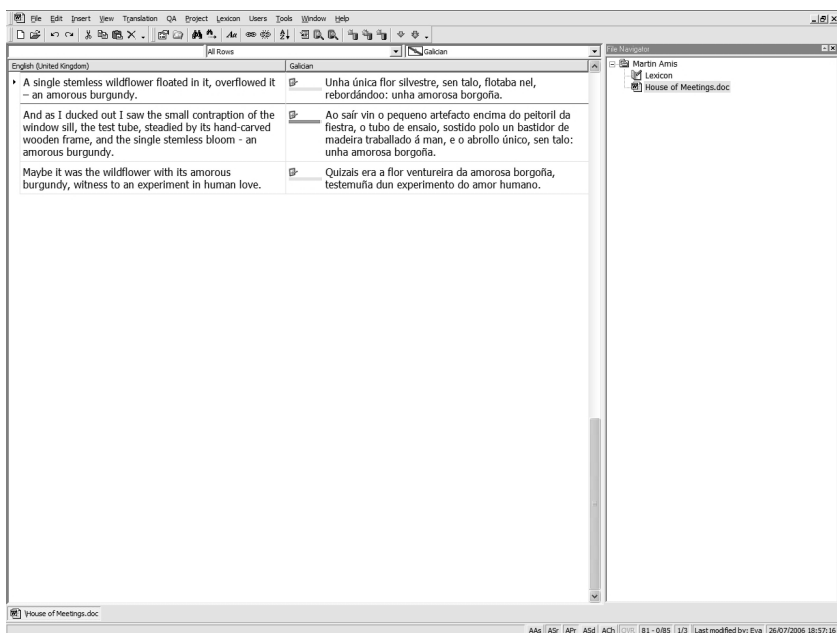 File Edit Insert View Translation QA Project Lexicon Users Tools Window Help
All Rows
Galician
File Navigator
English (United Kingdom)
Galician
Martin Amis
Lexicon
House of Meetings.doc
A single stemless wildflower floated in it, overflowed it
– an amorous burgundy.
Unha única flor silvestre, sen talo, flotaba nel,
rebordándoo: unha amorosa borgoña.
And as I ducked out I saw the small contraption of the
window sill, the test tube, steadied by its hand-carved
wooden frame, and the single stemless bloom - an
amorous burgundy.
Ao saír vin o pequeno artefacto encima do peitoril da
fiestra, o tubo de ensaio, sostido polo un bastidor de
madeira traballado á man, e o abrollo único, sen talo:
unha amorosa borgoña.
Maybe it was the wildflower with its amorous
burgundy, witness to an experiment in human love.
Quizais era a flor ventureira da amorosa borgoña,
testemuña dun experimento do amor humano.
\House of Meetings.doc
AAs ASr APr ASd ACh OVR 81 - 0/85 1/3 Last modified by: Eva 26/07/2006 18:57:16